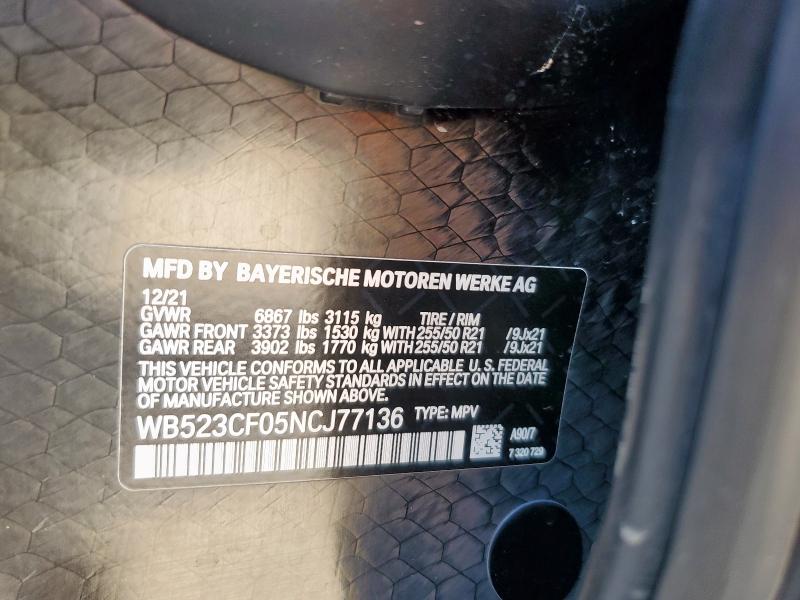 MFD BY BAYERISCHE MOTOREN WERKE AG
12/21
GVWR 6867 lbs 3115 kg TIRE / RIM
GAWR FRONT 3373 lbs 1530 kg WITH 255/50 R21 /9Jx21
GAWR REAR 3902 lbs 1770 kg WITH 255/50 R21 /9Jx21
THIS VEHICLE CONFORMS TO ALL APPLICABLE U.S. FEDERAL
MOTOR VEHICLE SAFETY STANDARDS IN EFFECT ON THE DATE
OF MANUFACTURE SHOWN ABOVE.
WB523CF05NCJ77136 TYPE: MPV
A90/7
7 320 729